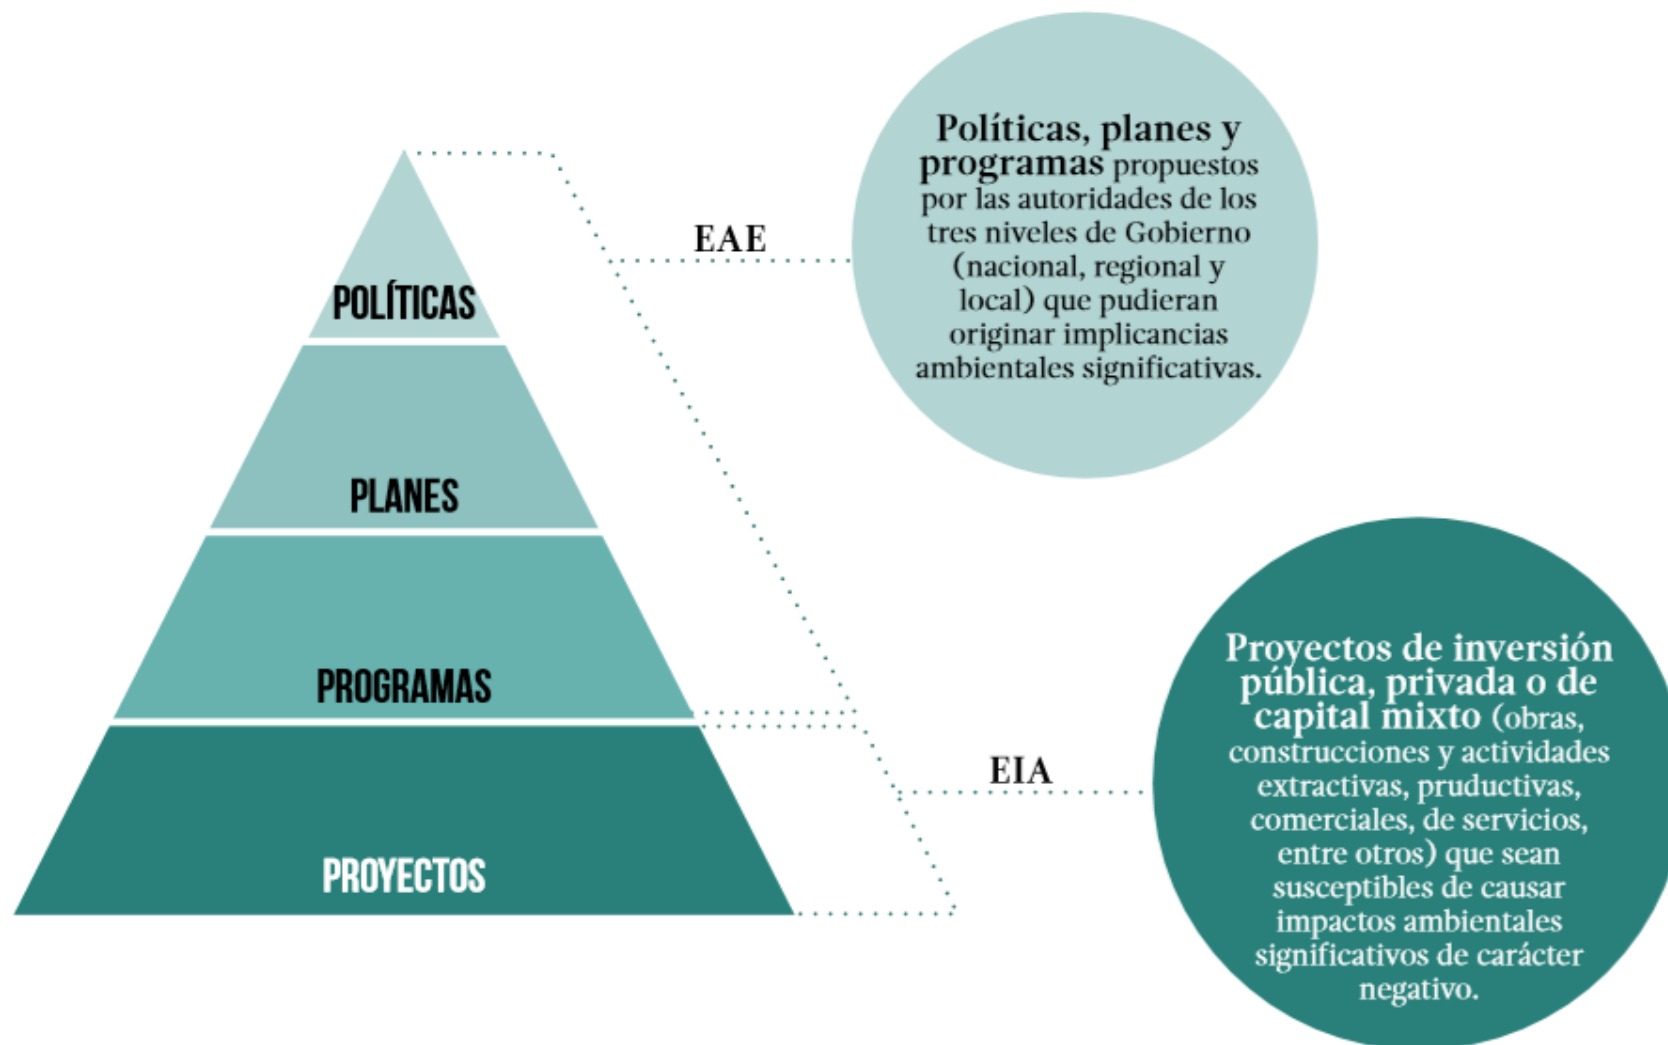 POLÍTICAS
PLANES
PROGRAMAS
PROYECTOS
EAE
Políticas, planes y
programas propuestos
por las autoridades de los
tres niveles de Gobierno
(nacional, regional y
local) que pudieran
originar implicancias
ambientales significativas.
EIA
Proyectos de inversión
pública, privada o de
capital mixto (obras,
construcciones y actividades
extractivas, pruductivas,
comerciales, de servicios,
entre otros) que sean
susceptibles de causar
impactos ambientales
significativos de carácter
negativo.